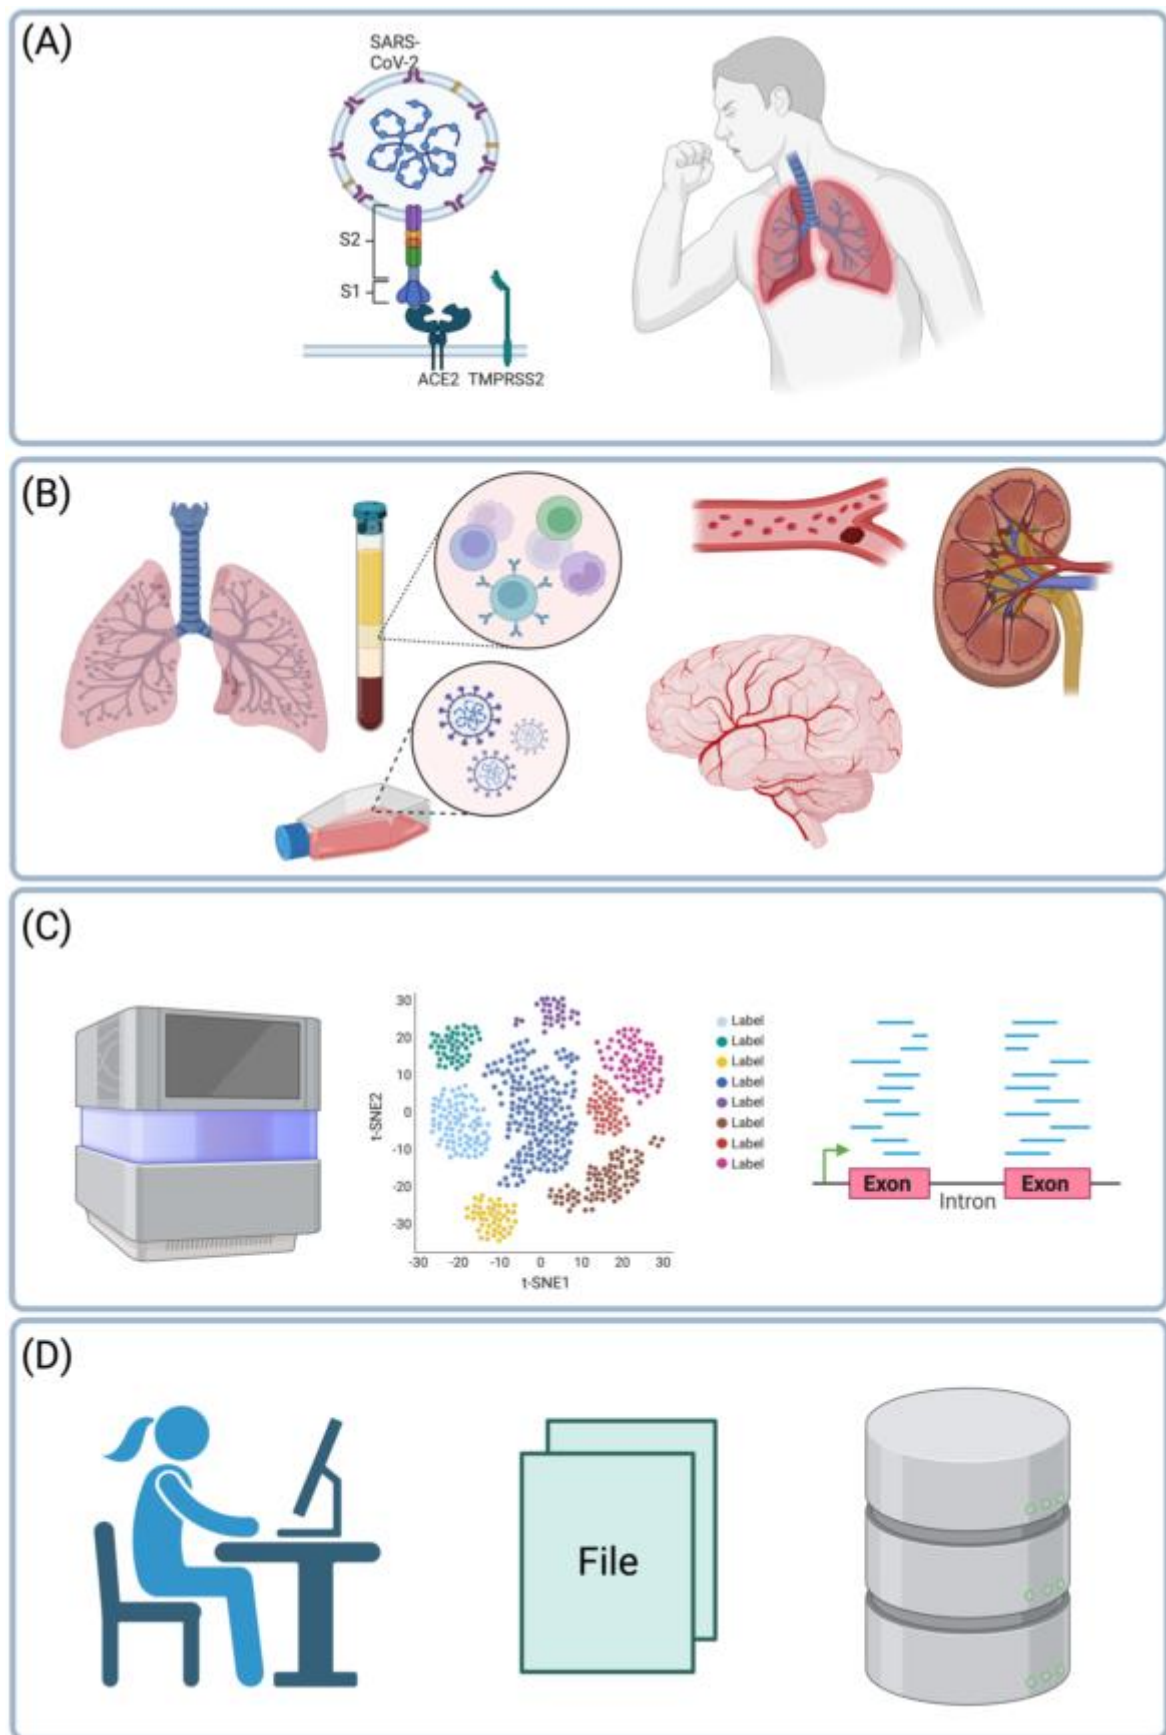 (A)
SARS-
CoV-2
S2
S1
ACE2 TMPRSS2
(B)
(C)
30
20
10
0
-10
-20
-30
t-SNE2
-30 -20 -10 0 10 20 30
t-SNE1
Label
Label
Label
Label
Label
Label
Label
Label
Exon
Intron
Exon
(D)
File